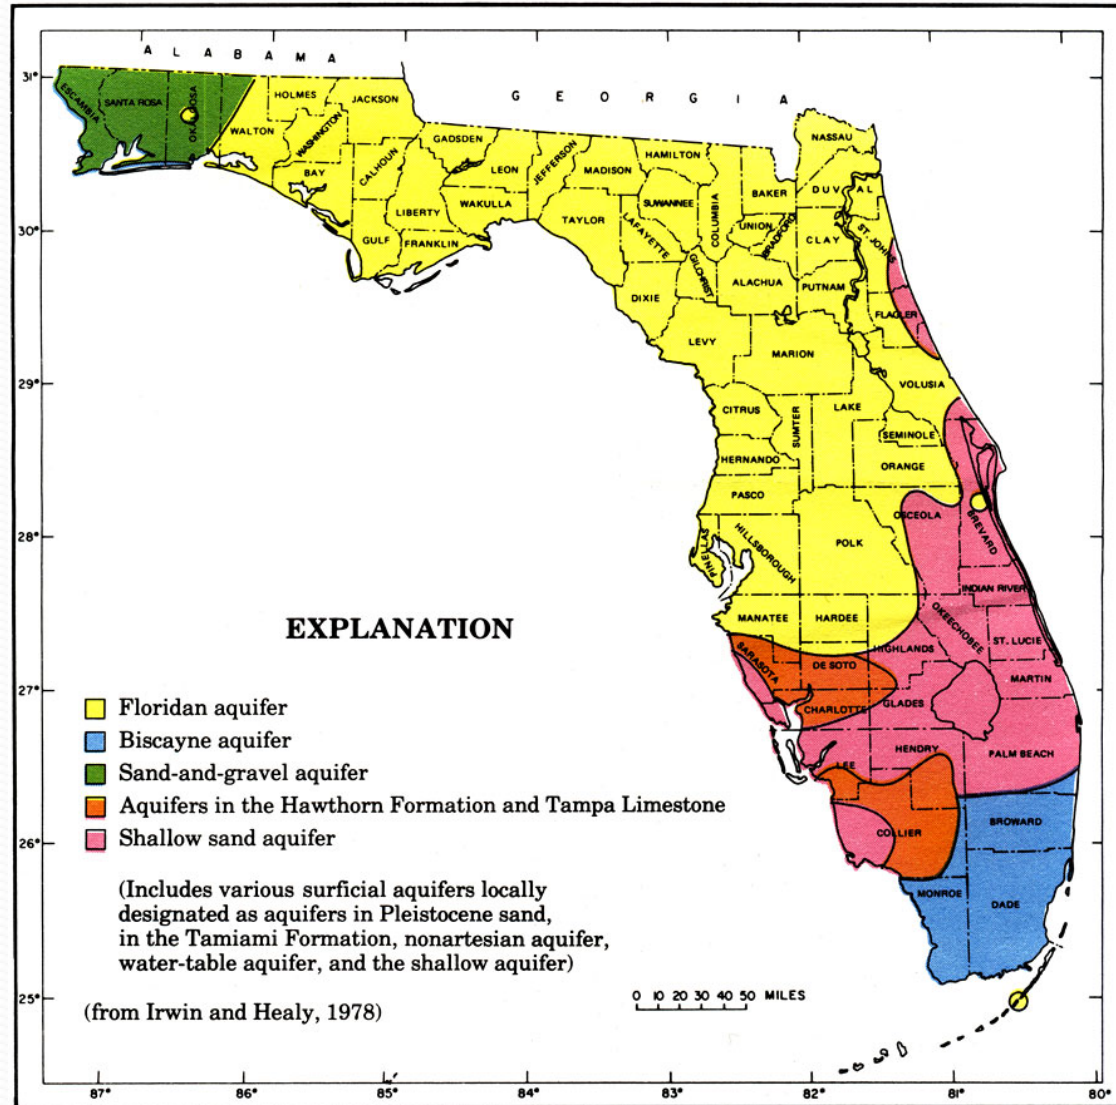 ALABAMA
GEORGIA
31°
30°
29°
28°
27°
26°
25°
ESCAMBIA
SANTA ROSA
OKALOOSA
WALTON
HOLMES
JACKSON
WASHINGTON
BAY
CALHOUN
GADSDEN
LEON
JEFFERSON
MADISON
HAMILTON
NASSAU
LIBERTY
WAKULLA
GULF
FRANKLIN
TAYLOR
SUWANNEE
LAFAYETTE
COLUMBIA
BAKER
DUVAL
UNION
BRADFORD
CLAY
ST. JOHNS
DIXIE
GILCHRIST
ALACHUA
PUTNAM
FLAGLER
LEVY
MARION
VOLUSIA
CITRUS
SUMTER
LAKE
SEMINOLE
HERNANDO
ORANGE
PASCO
PINELLAS
HILLSBOROUGH
POLK
OSCEOLA
BREVARD
INDIAN RIVER
MANATEE
HARDEE
OKEECHOBEE
ST. LUCIE
SARASOTA
DE SOTO
HIGHLANDS
MARTIN
CHARLOTTE
GLADES
LEE
HENDRY
PALM BEACH
COLLIER
BROWARD
MONROE
DADE
EXPLANATION
Floridan aquifer
Biscayne aquifer
Sand-and-gravel aquifer
Aquifers in the Hawthorn Formation and Tampa Limestone
Shallow sand aquifer
(Includes various surficial aquifers locally
designated as aquifers in Pleistocene sand,
in the Tamiami Formation, nonartesian aquifer,
water-table aquifer, and the shallow aquifer)
(from Irwin and Healy, 1978)
0 10 20 30 40 50 MILES
87° 86° 85° 84° 83° 82° 81° 80°